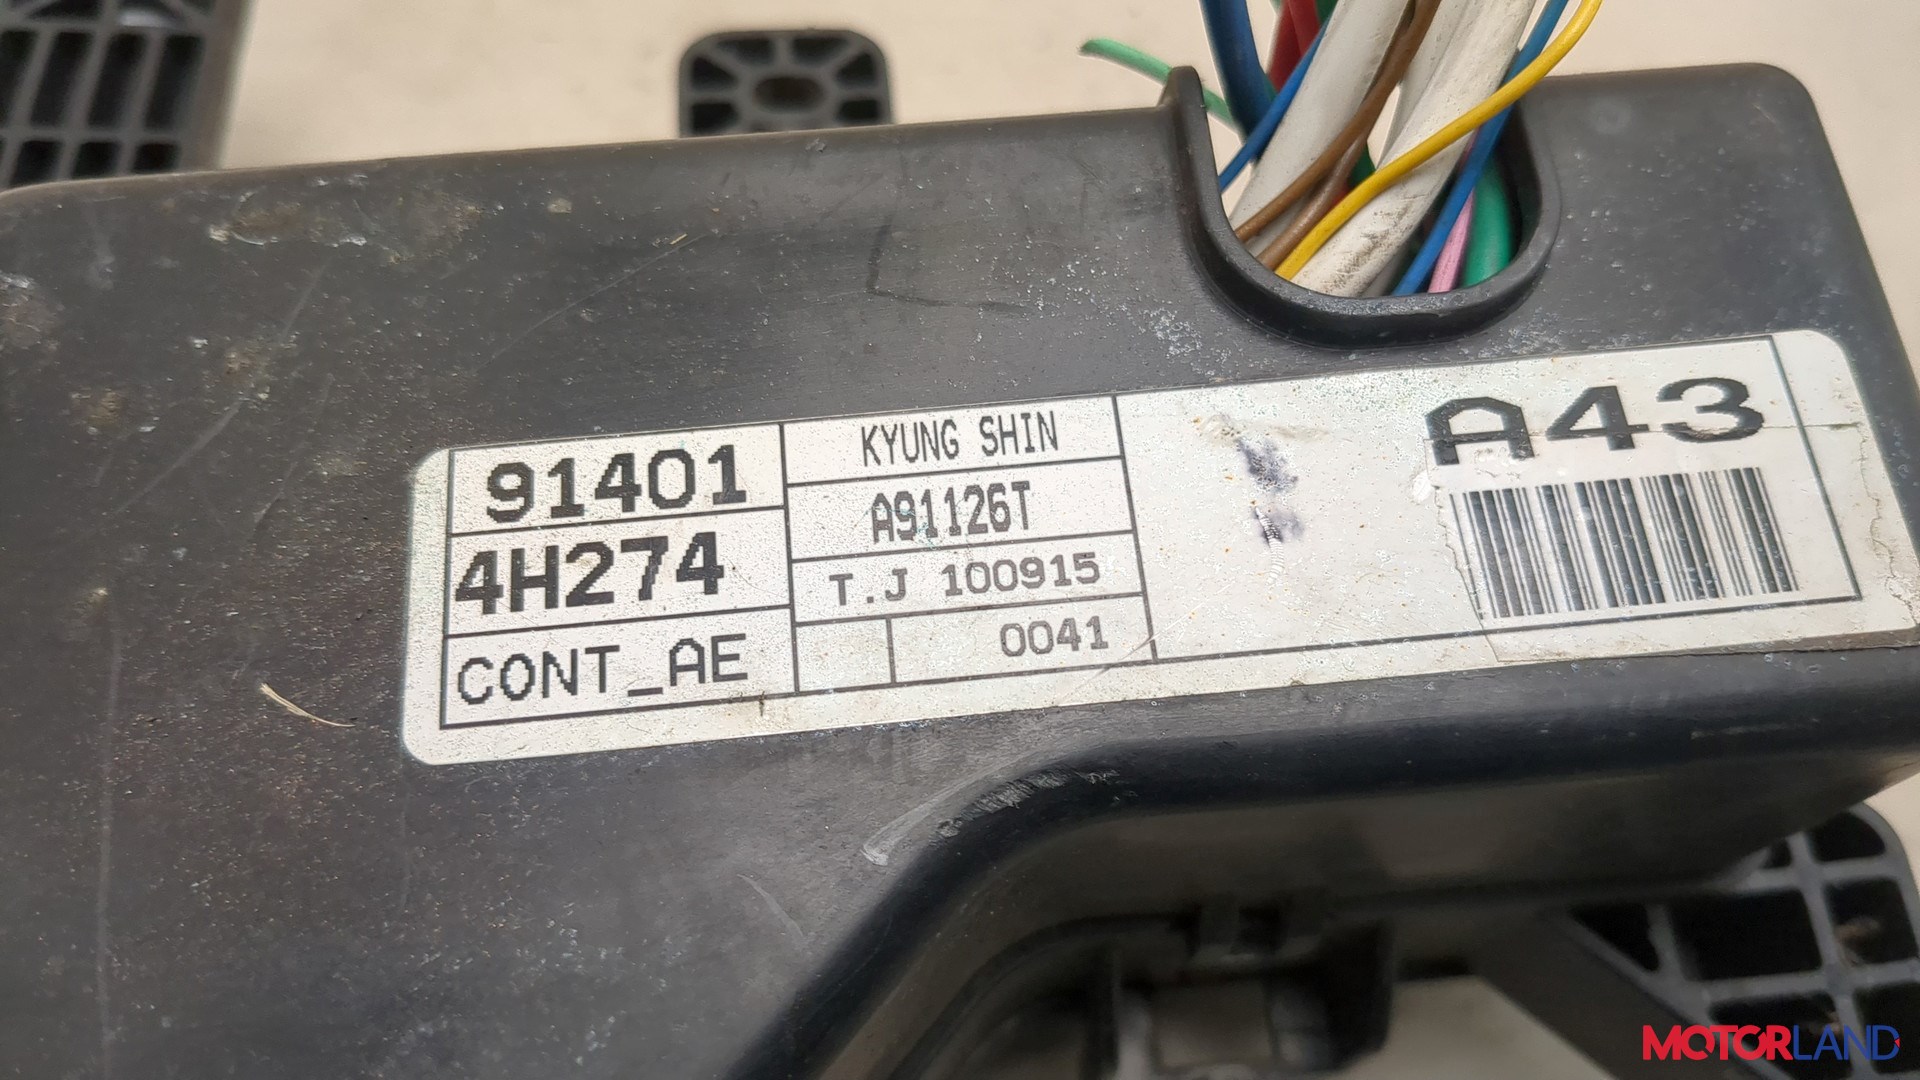 91401
4H274
CONT_AE
KYUNG SHIN
A91126T
T.J 100915
0041
A43
MOTORLAND